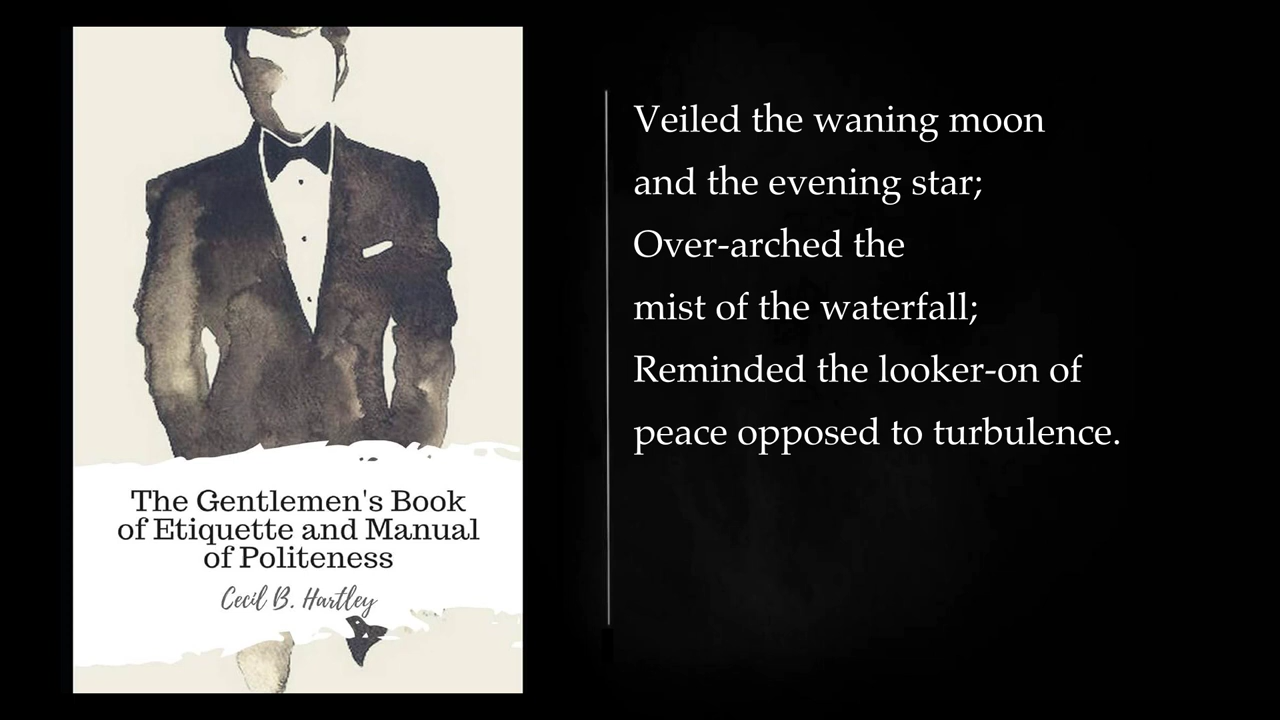 The Gentlemen's Book
of Etiquette and Manual
of Politeness
Cecil B. Hartley
Veiled the waning moon
and the evening star;
Over-arched the
mist of the waterfall;
Reminded the looker-on of
peace opposed to turbulence.